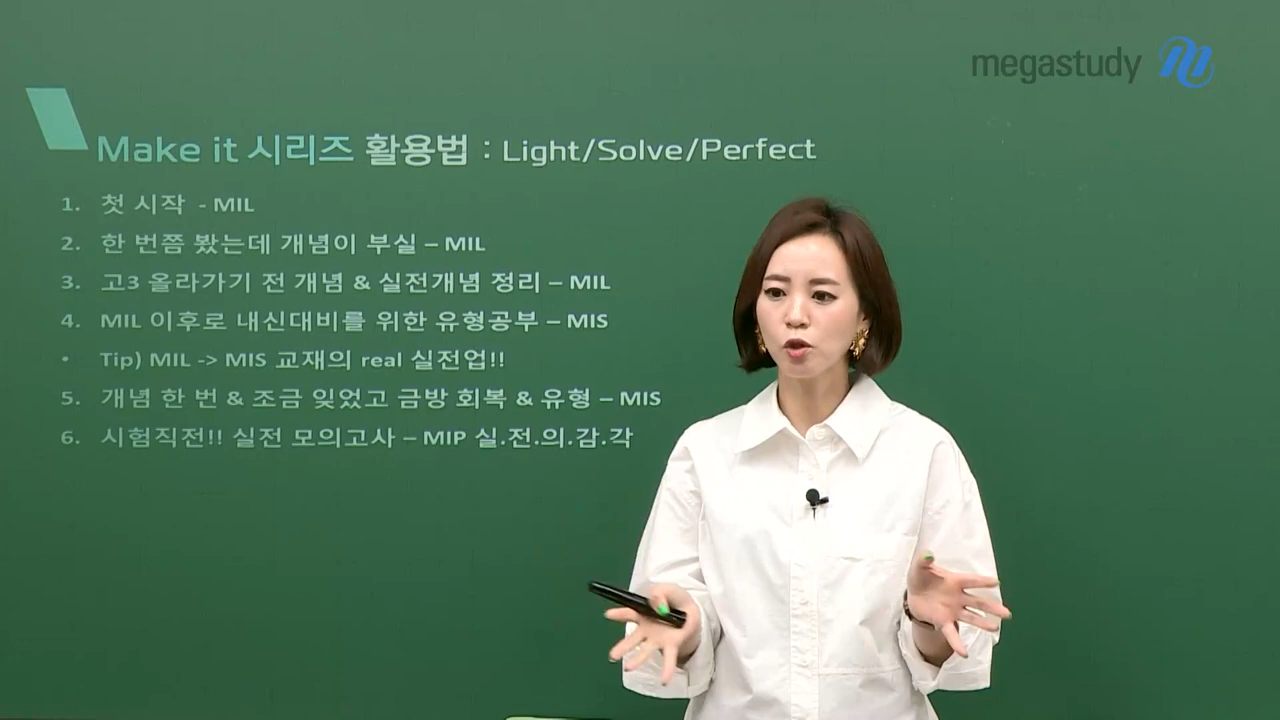 megastudy
Make it 시리즈 활용법 : Light/Solve/Perfect
1. 첫 시작 - MIL
2. 한 번쯤 봤는데 개념이 부실 – MIL
3. 고3 올라가기 전 개념 & 실전개념 정리 – MIL
4. MIL 이후로 내신대비를 위한 유형공부 – MIS
• Tip) MIL -> MIS 교재의 real 실전업!!
5. 개념 한 번 & 조금 잊었고 금방 회복 & 유형 – MIS
6. 시험직전!! 실전 모의고사 – MIP 실.전.의.감.각